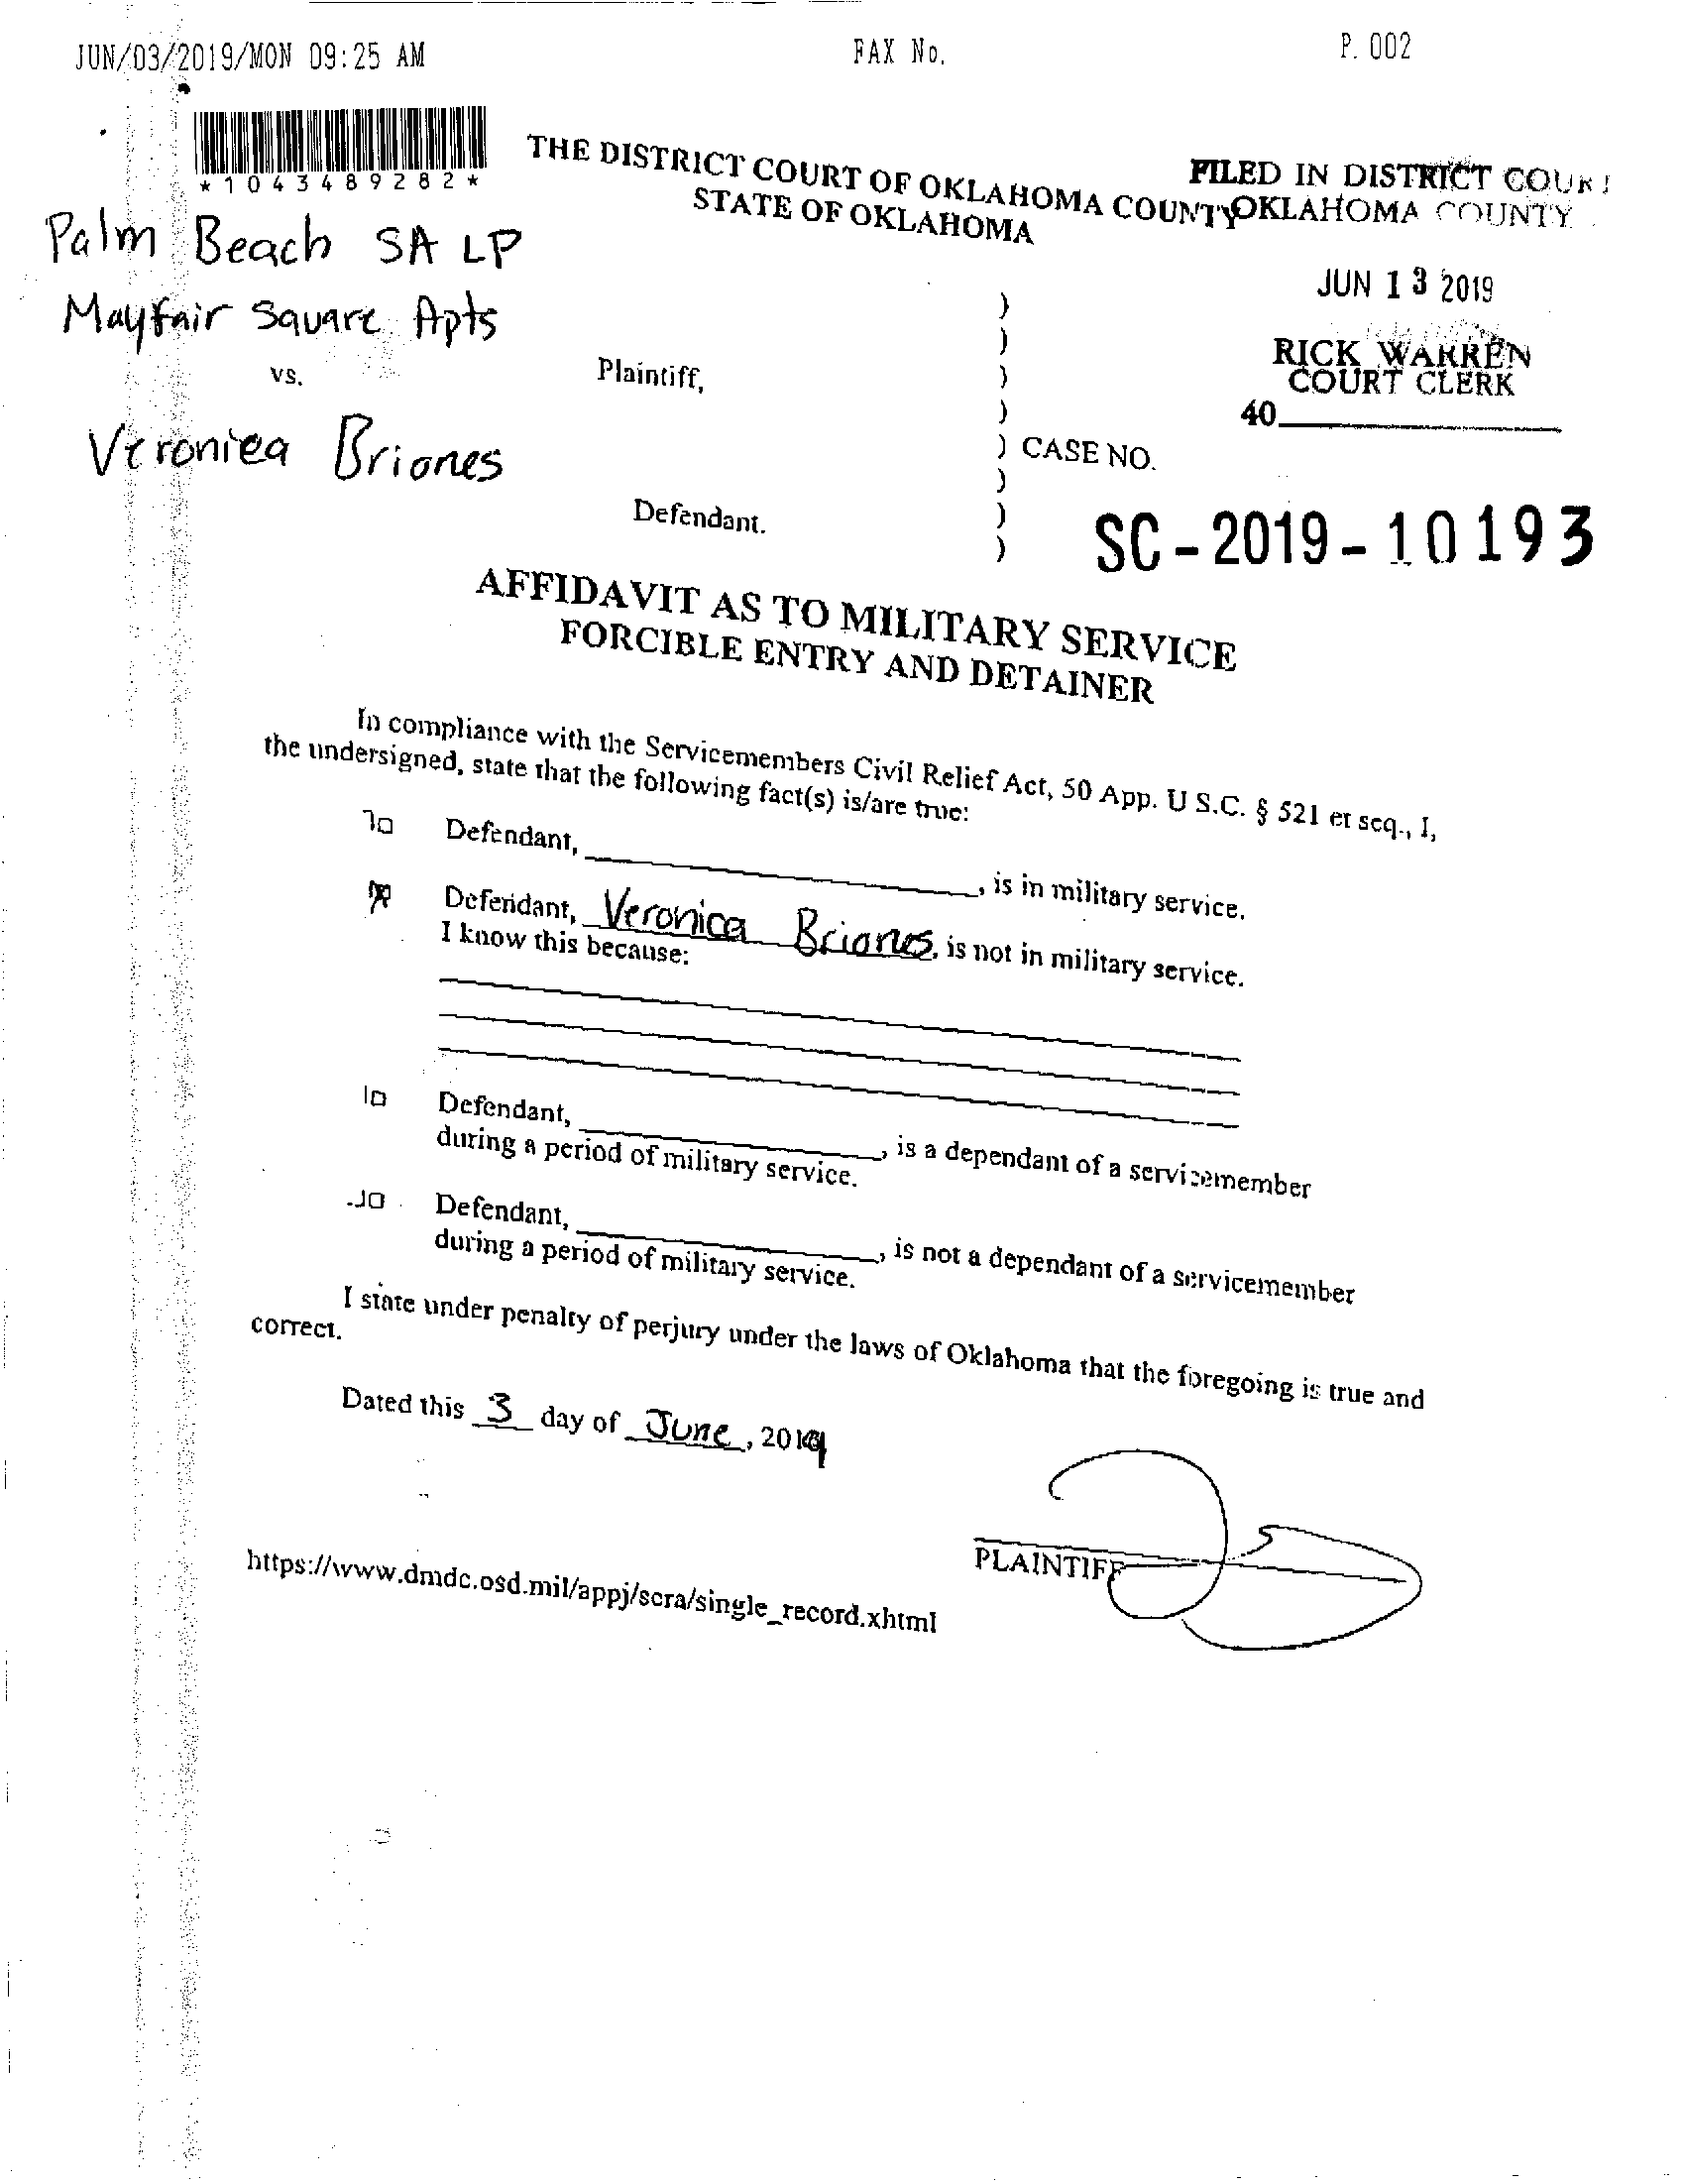 JUN/03/2019/MON 09:25 AM FAX No. P. 002
*1043489282*
THE DISTRICT COURT OF OKLAHOMA COUNTY
STATE OF OKLAHOMA
FILED IN DISTRICT COURT
OKLAHOMA COUNTY
JUN 13 2019
RICK WARREN
COURT CLERK
40
Palm Beach SA LP
Mayfair Square Apts
Plaintiff,
vs.
Veronica Briones
Defendant.
)
)
)
)
) CASE NO.
)
)
)
SC-2019-10193
AFFIDAVIT AS TO MILITARY SERVICE
FORCIBLE ENTRY AND DETAINER
In compliance with the Servicemembers Civil Relief Act, 50 App. U S.C. § 521 et seq., I,
the undersigned, state that the following fact(s) is/are true:
Defendant, , is in military service.
Defendant, Veronica Briones, is not in military service.
I know this because:
Defendant, , is a dependant of a servicemember
during a period of military service.
Defendant, , is not a dependant of a servicemember
during a period of military service.
I state under penalty of perjury under the laws of Oklahoma that the foregoing is true and
correct.
Dated this 3 day of June, 2019
PLAINTIFF
https://www.dmdc.osd.mil/appj/scra/single_record.xhtml